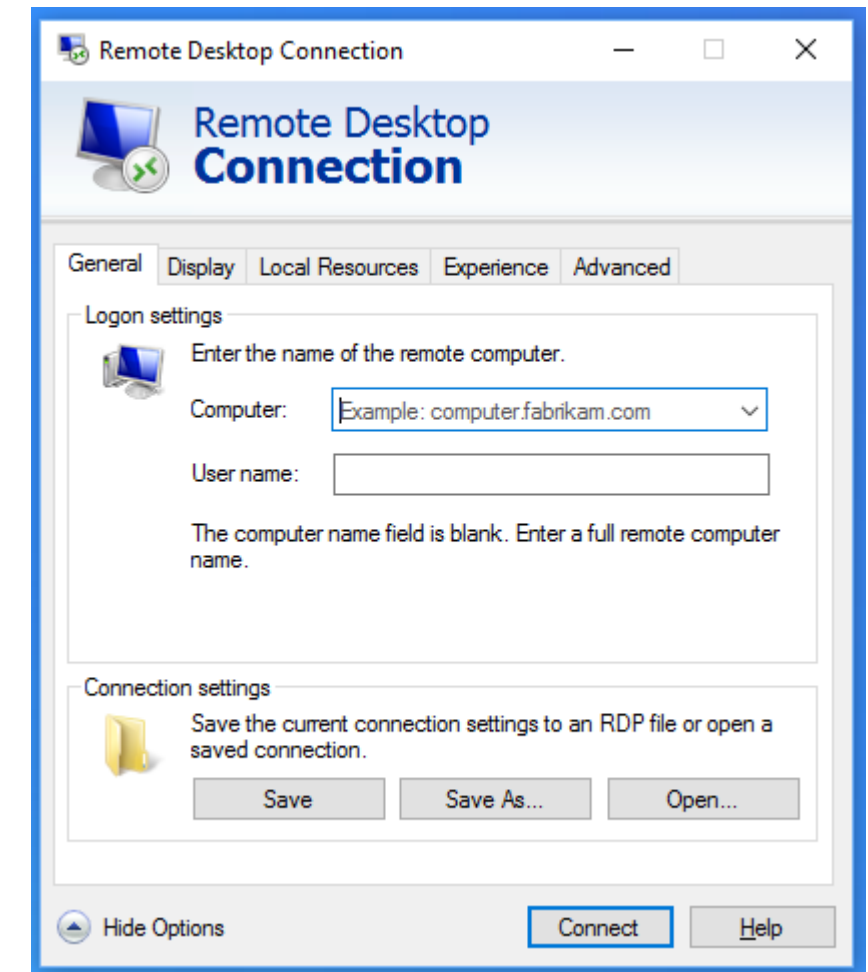 Remote Desktop Connection
Remote Desktop
Connection
General Display Local Resources Experience Advanced
Logon settings
Enter the name of the remote computer.
Computer: Example: computer.fabrikam.com
User name:
The computer name field is blank. Enter a full remote computer
name.
Connection settings
Save the current connection settings to an RDP file or open a
saved connection.
Save Save As... Open...
Hide Options Connect Help